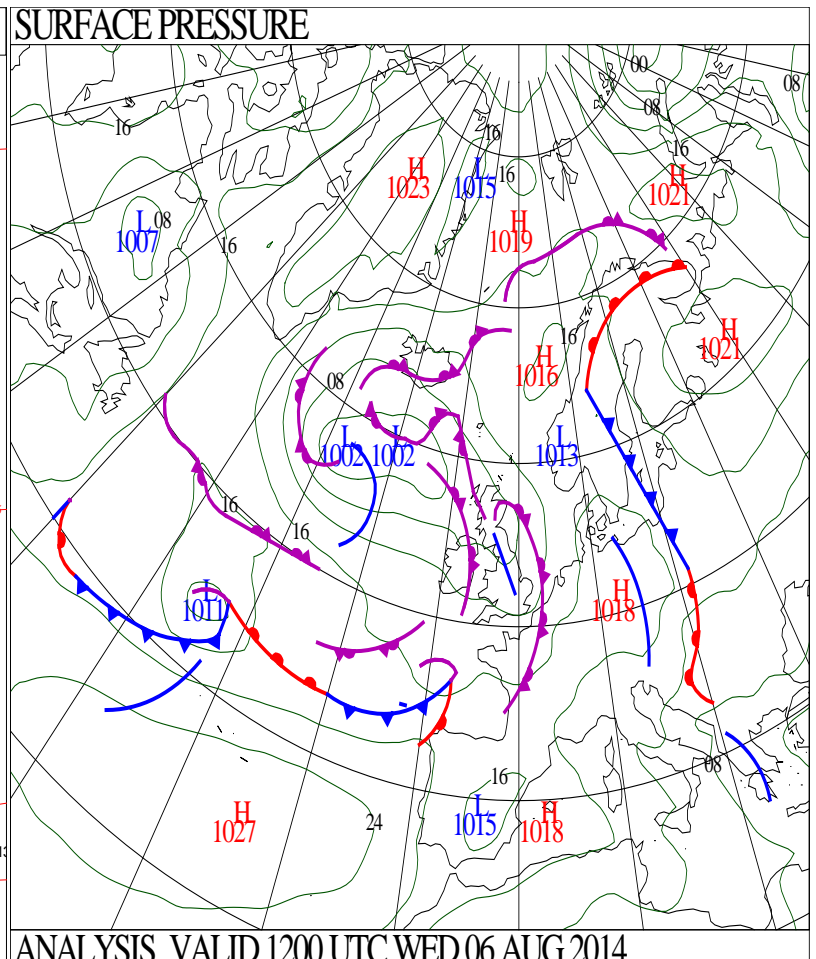 SURFACE PRESSURE
00
08
08
16
16
16
H
1023
L
1015
16
H
1021
L
1007
08
16
H
1019
16
H
1021
H
1016
08
L
1002
L
1002
L
1013
16
16
L
1011
H
1018
08
16
H
1027
24
L
1015
H
1018
ANALYSIS VALID 1200 UTC WED 06 AUG 2014